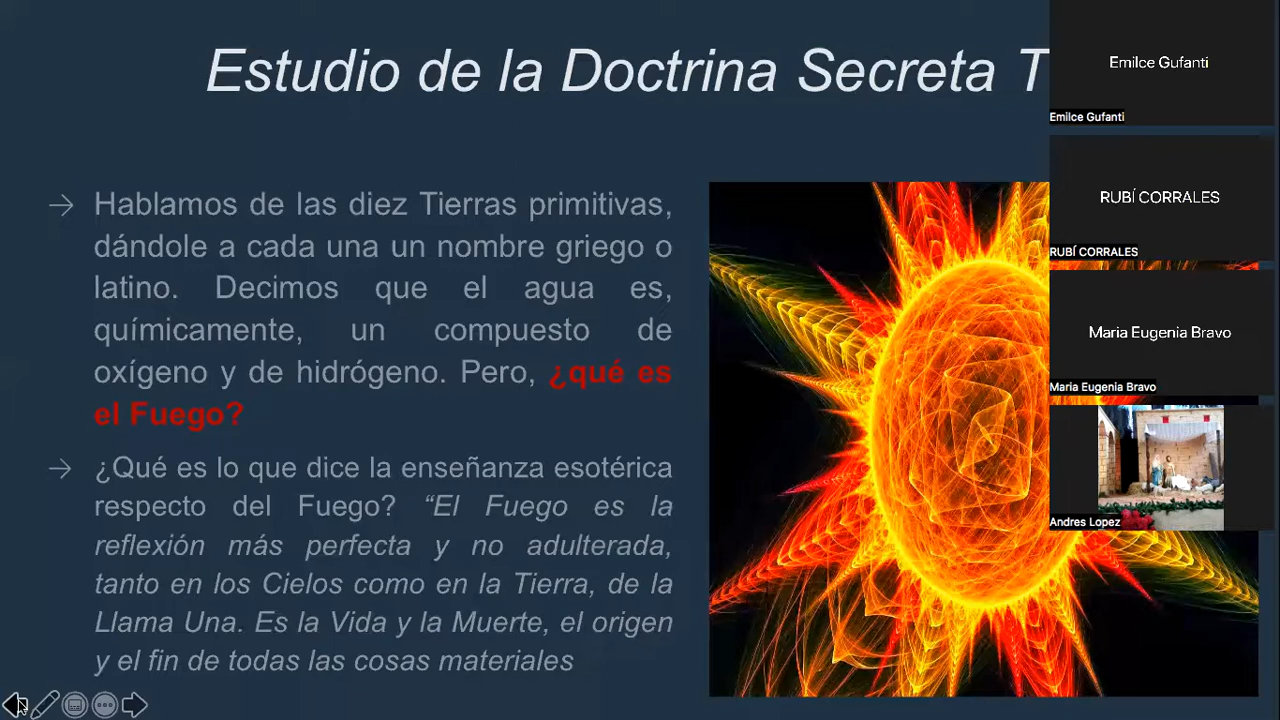 Estudio de la Doctrina Secreta T
Hablamos de las diez Tierras primitivas,
dándole a cada una un nombre griego o
latino. Decimos que el agua es,
químicamente, un compuesto de
oxígeno y de hidrógeno. Pero, ¿qué es
el Fuego?
¿Qué es lo que dice la enseñanza esotérica
respecto del Fuego? “El Fuego es la
reflexión más perfecta y no adulterada,
tanto en los Cielos como en la Tierra, de la
Llama Una. Es la Vida y la Muerte, el origen
y el fin de todas las cosas materiales
Emilce Gufanti
Emilce Gufanti
RUBÍ CORRALES
RUBÍ CORRALES
Maria Eugenia Bravo
Maria Eugenia Bravo
Andres Lopez